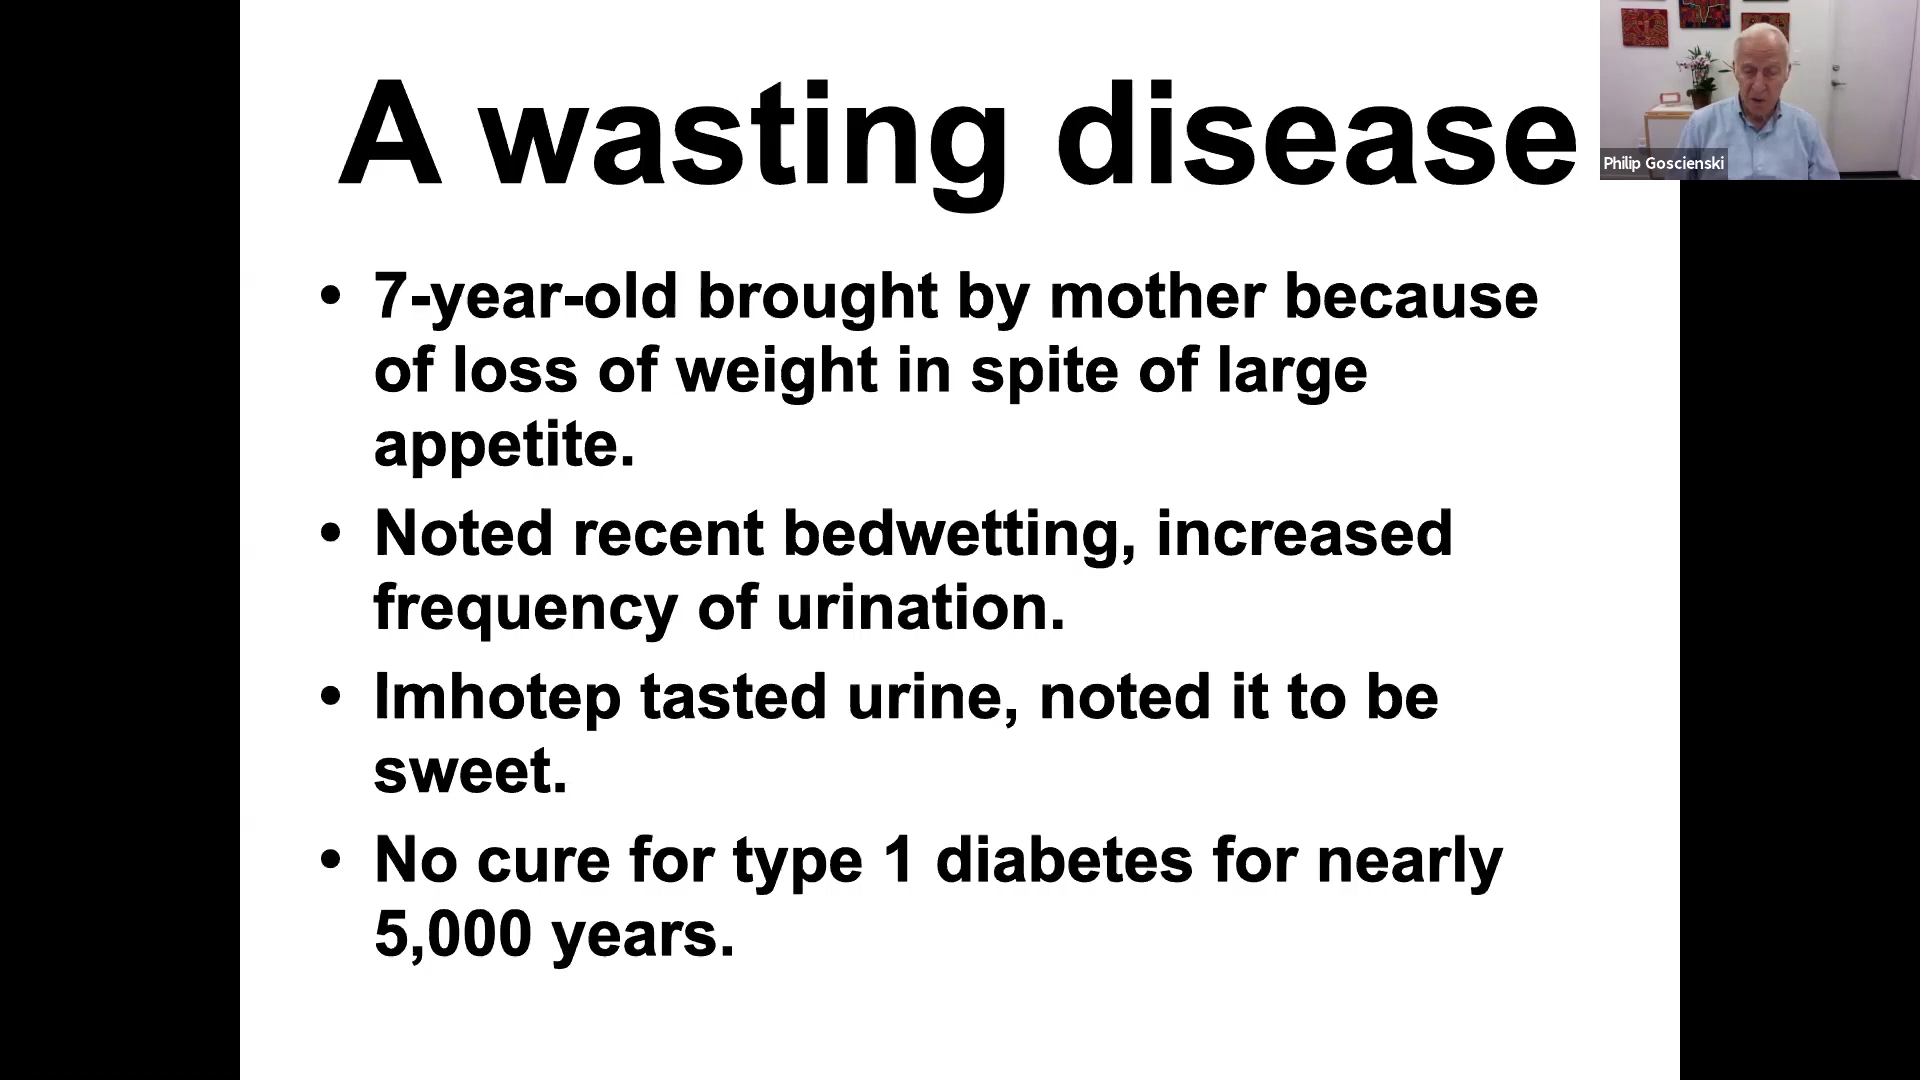 A wasting disease
Philip Goscienski
• 7-year-old brought by mother because
of loss of weight in spite of large
appetite.
• Noted recent bedwetting, increased
frequency of urination.
• Imhotep tasted urine, noted it to be
sweet.
• No cure for type 1 diabetes for nearly
5,000 years.